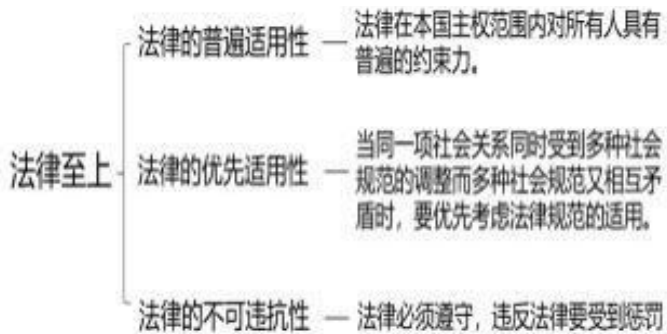 法律至上
法律的普遍适用性
法律在本国主权范围内对所有人具有
普遍的约束力。
法律的优先适用性
当同一项社会关系同时受到多种社会
规范的调整而多种社会规范又相互矛
盾时，要优先考虑法律规范的适用。
法律的不可违抗性
法律必须遵守，违反法律要受到惩罚